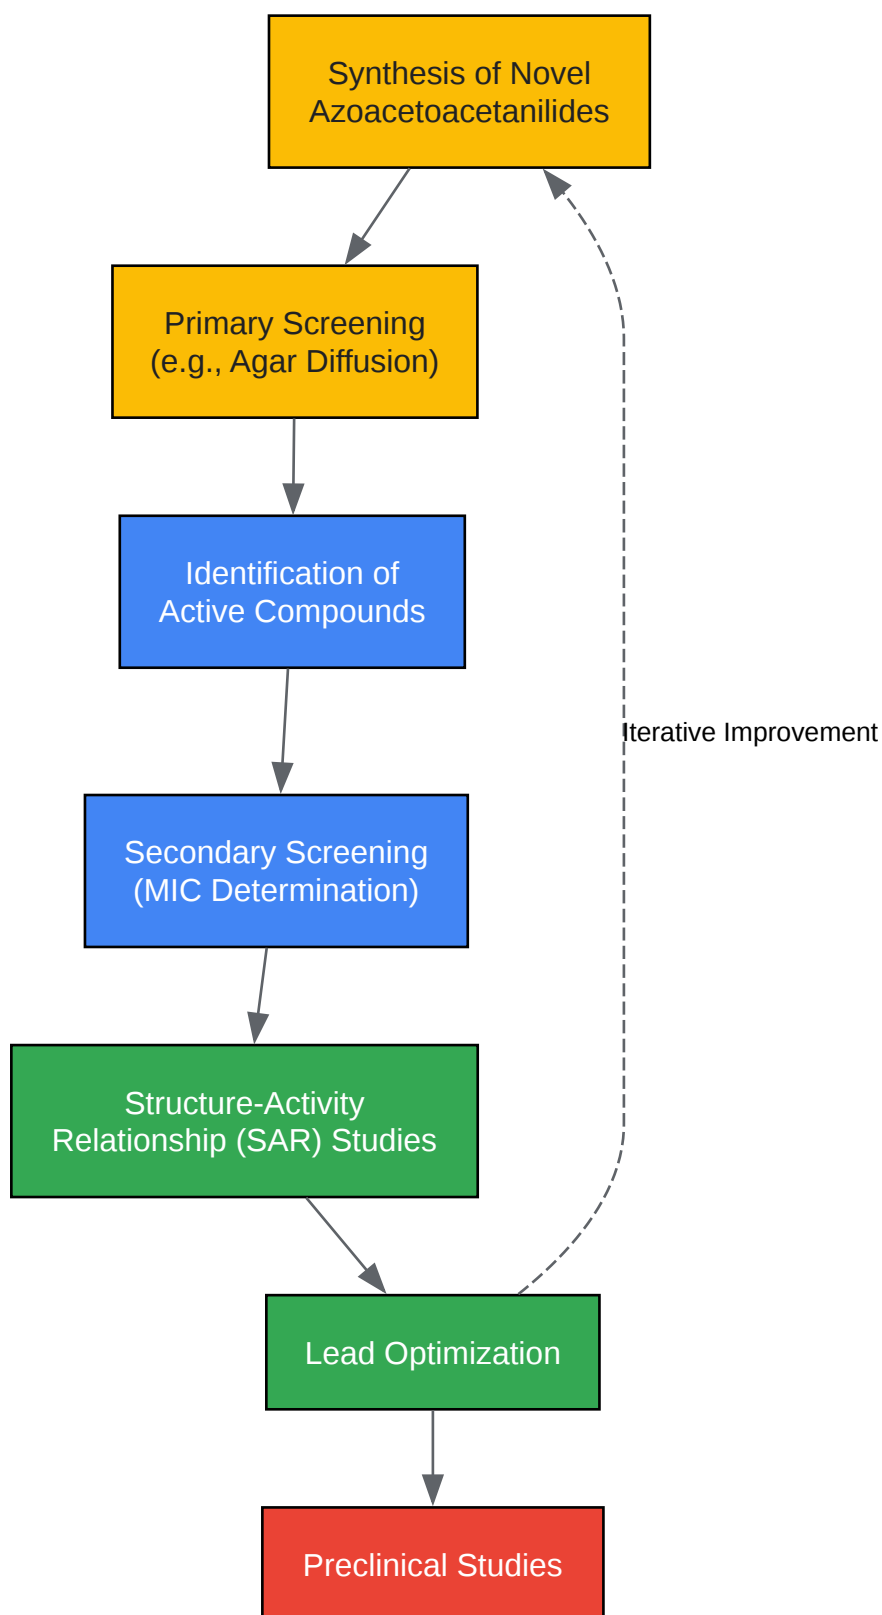 Synthesis of Novel
Azoacetoacetanilides
Primary Screening
(e.g., Agar Diffusion)
Identification of
Active Compounds
Iterative Improvement
Secondary Screening
(MIC Determination)
Structure-Activity
Relationship (SAR) Studies
Lead Optimization
Preclinical Studies